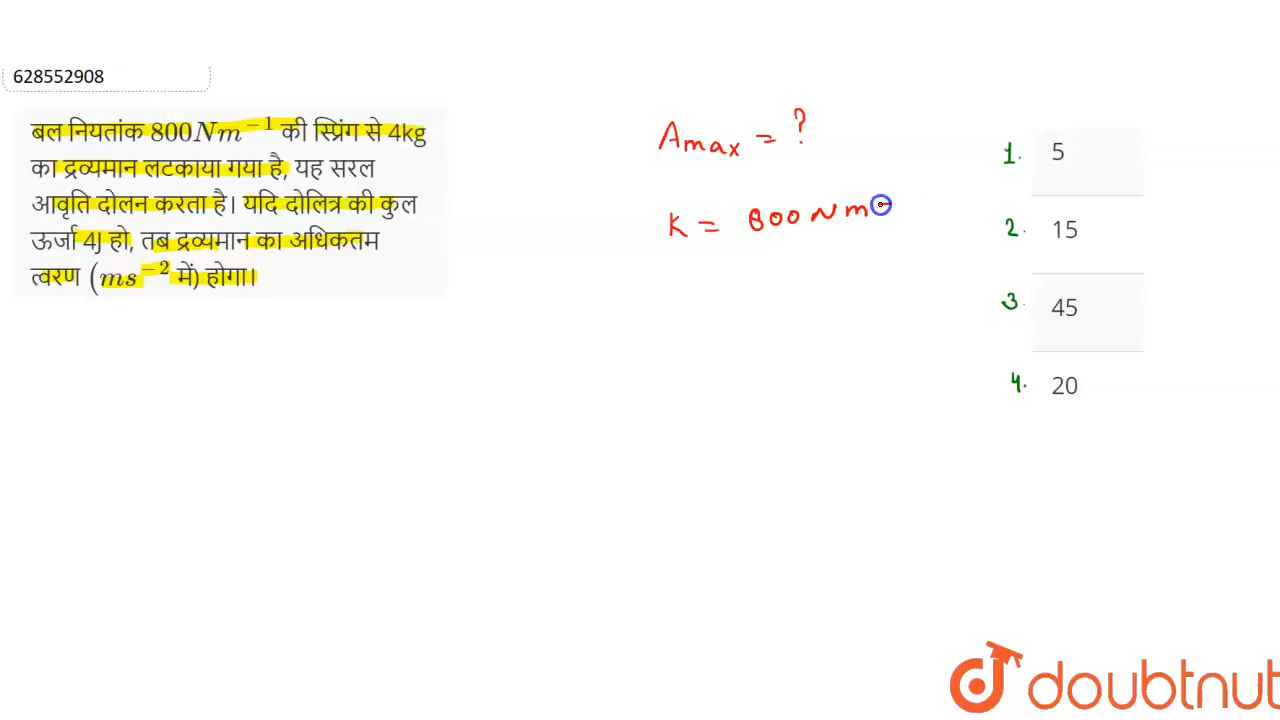 628552908
बल नियतांक 800Nm⁻¹ की स्प्रिंग से 4kg
का द्रव्यमान लटकाया गया है, यह सरल
आवृति दोलन करता है। यदि दोलित्र की कुल
ऊर्जा 4J हो, तब द्रव्यमान का अधिकतम
त्वरण (ms⁻² में) होगा।
Amax = ?
K = 800 Nm
1. 5
2. 15
3. 45
4. 20
doubtnut